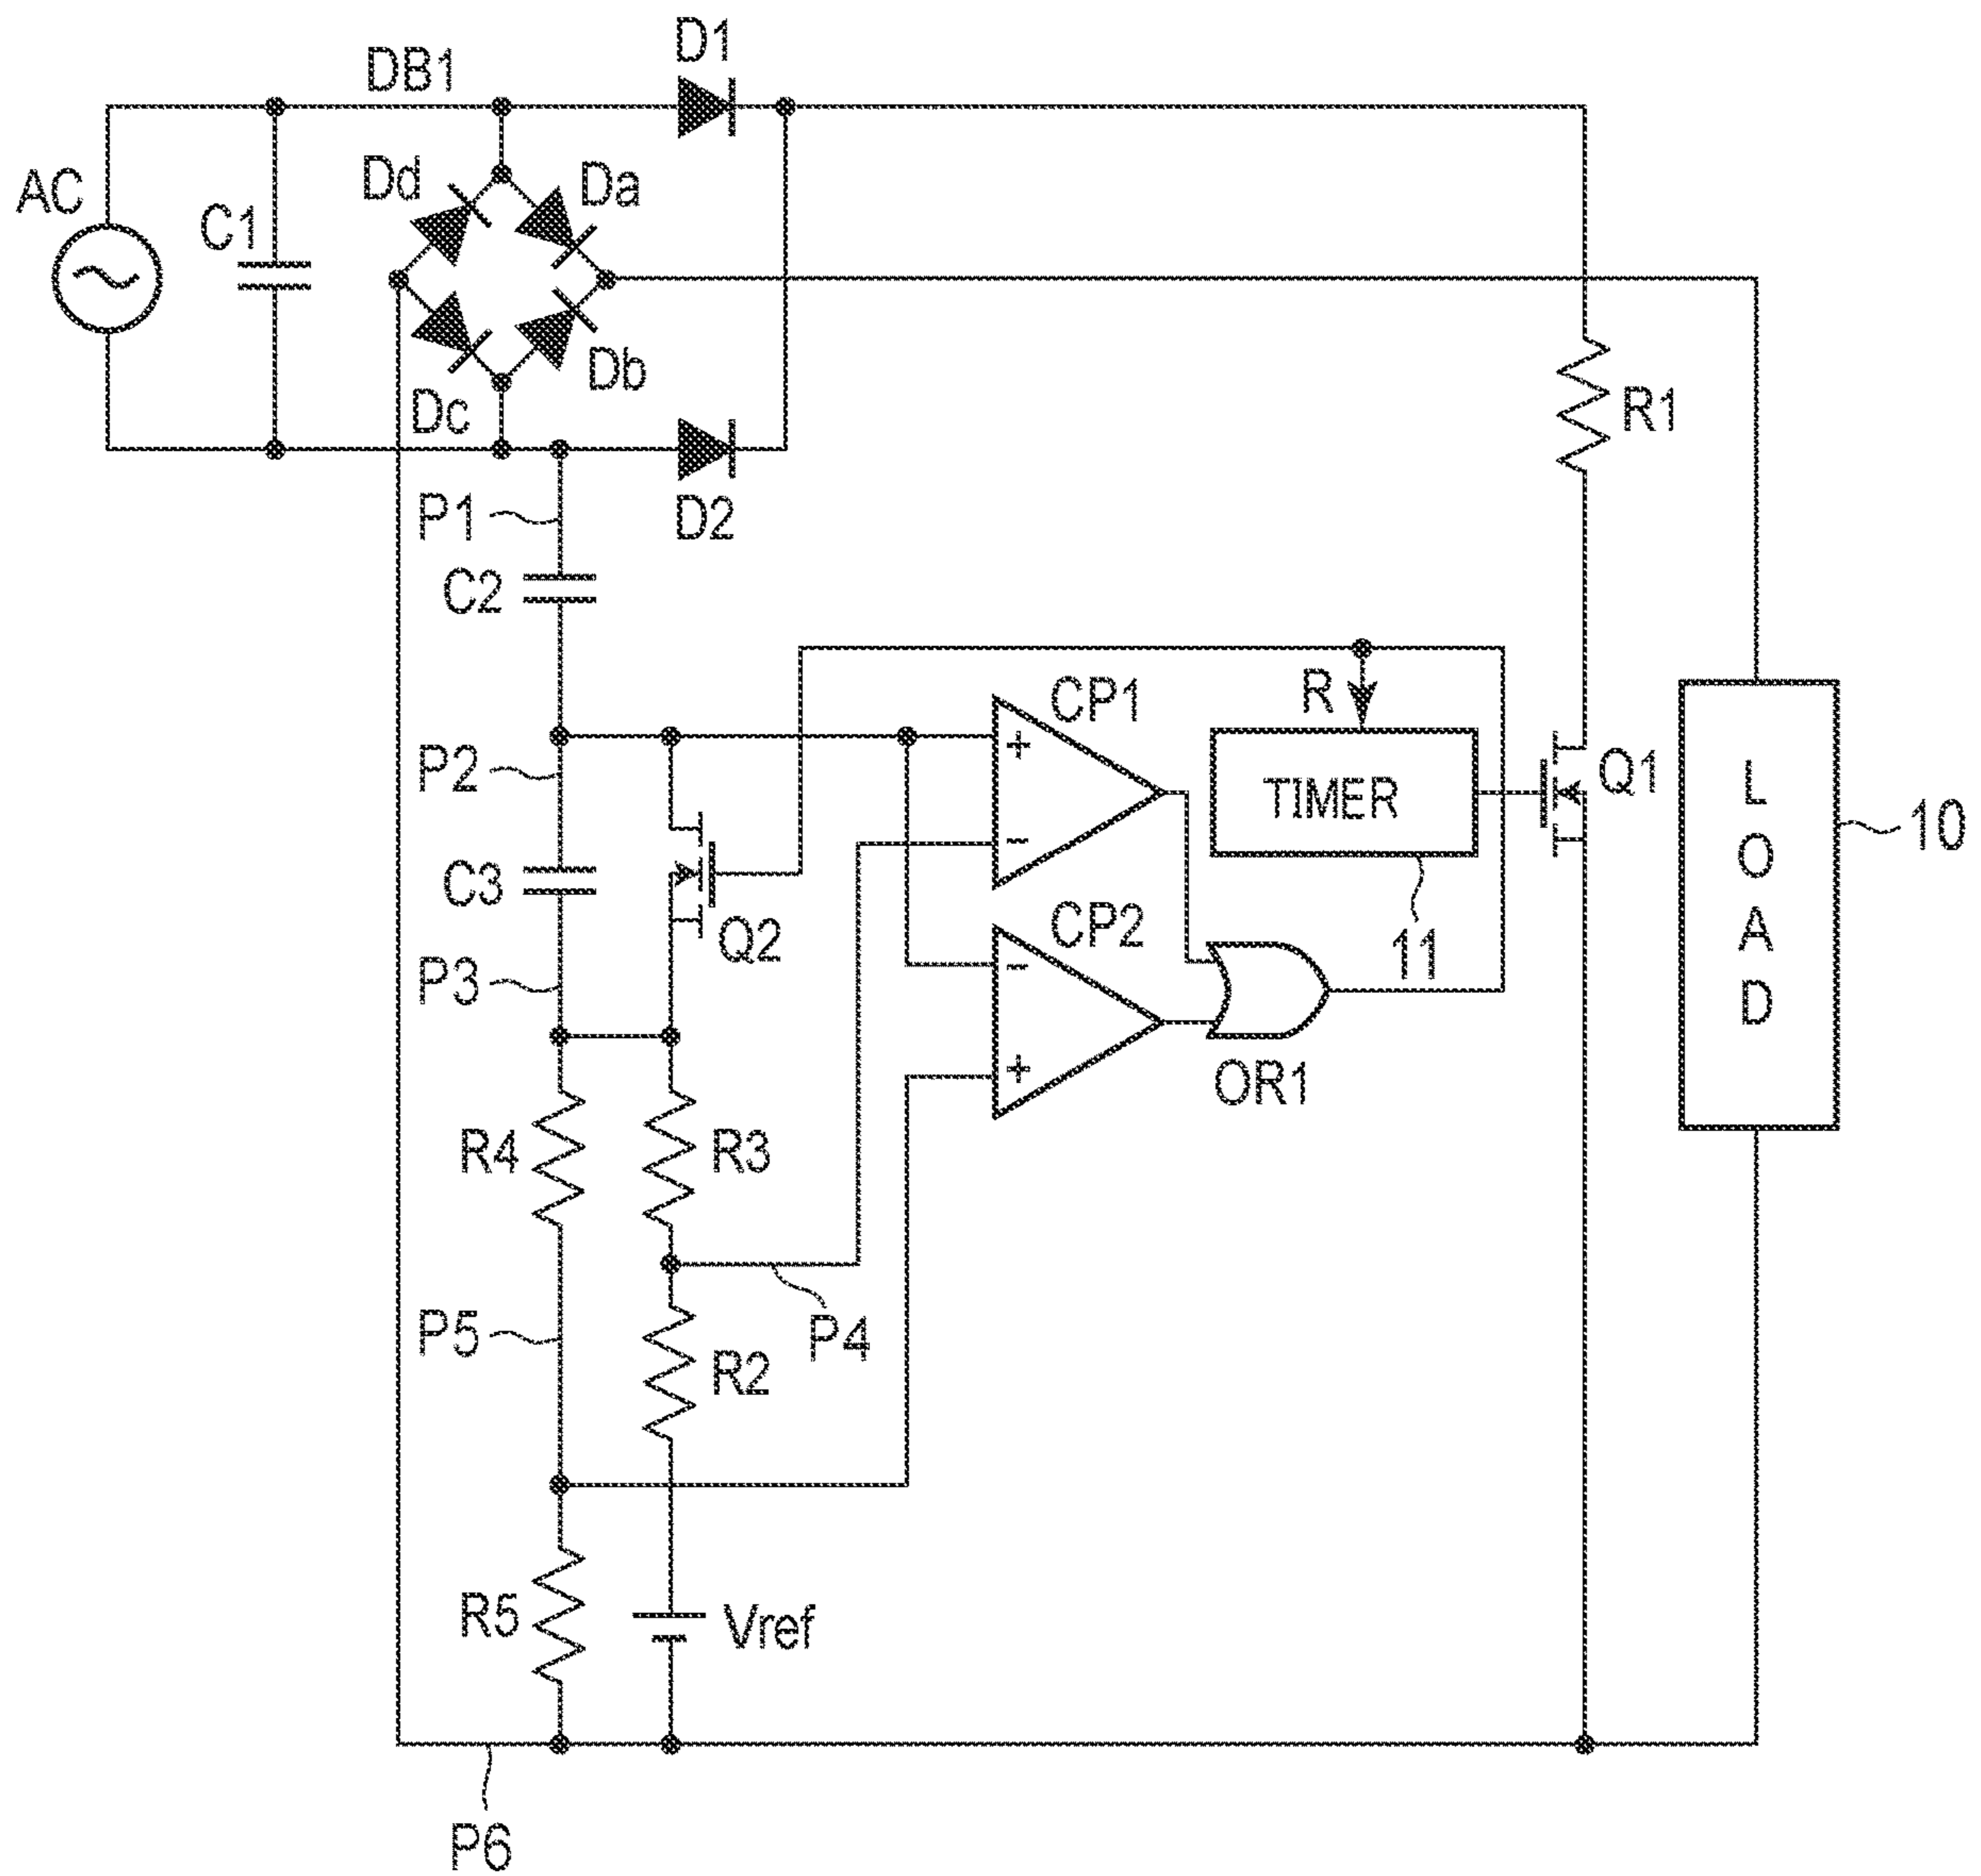 D1
DB1
Dd
Da
AC
C1
Db
Dc
R1
P1
D2
C2
R
CP1
P2
+
TIMER
Q1
L
O
A
D
10
−
C3
Q2
CP2
11
P3
−
+
OR1
R4
R3
P5
P4
R2
R5
Vref
P6